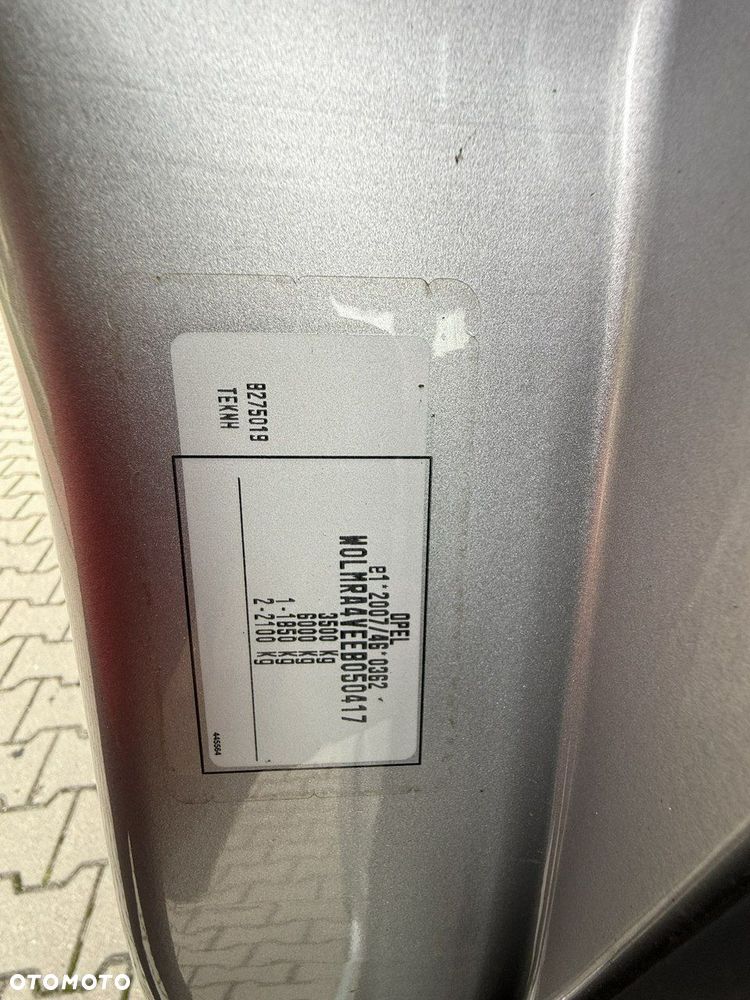 OPEL
e1*2007/46*0362
W0LMRA4VEEB050417
3500 kg
6000 kg
1-1850 kg
2-2100 kg
8275019
TEKNH
445564
OTOMOTO